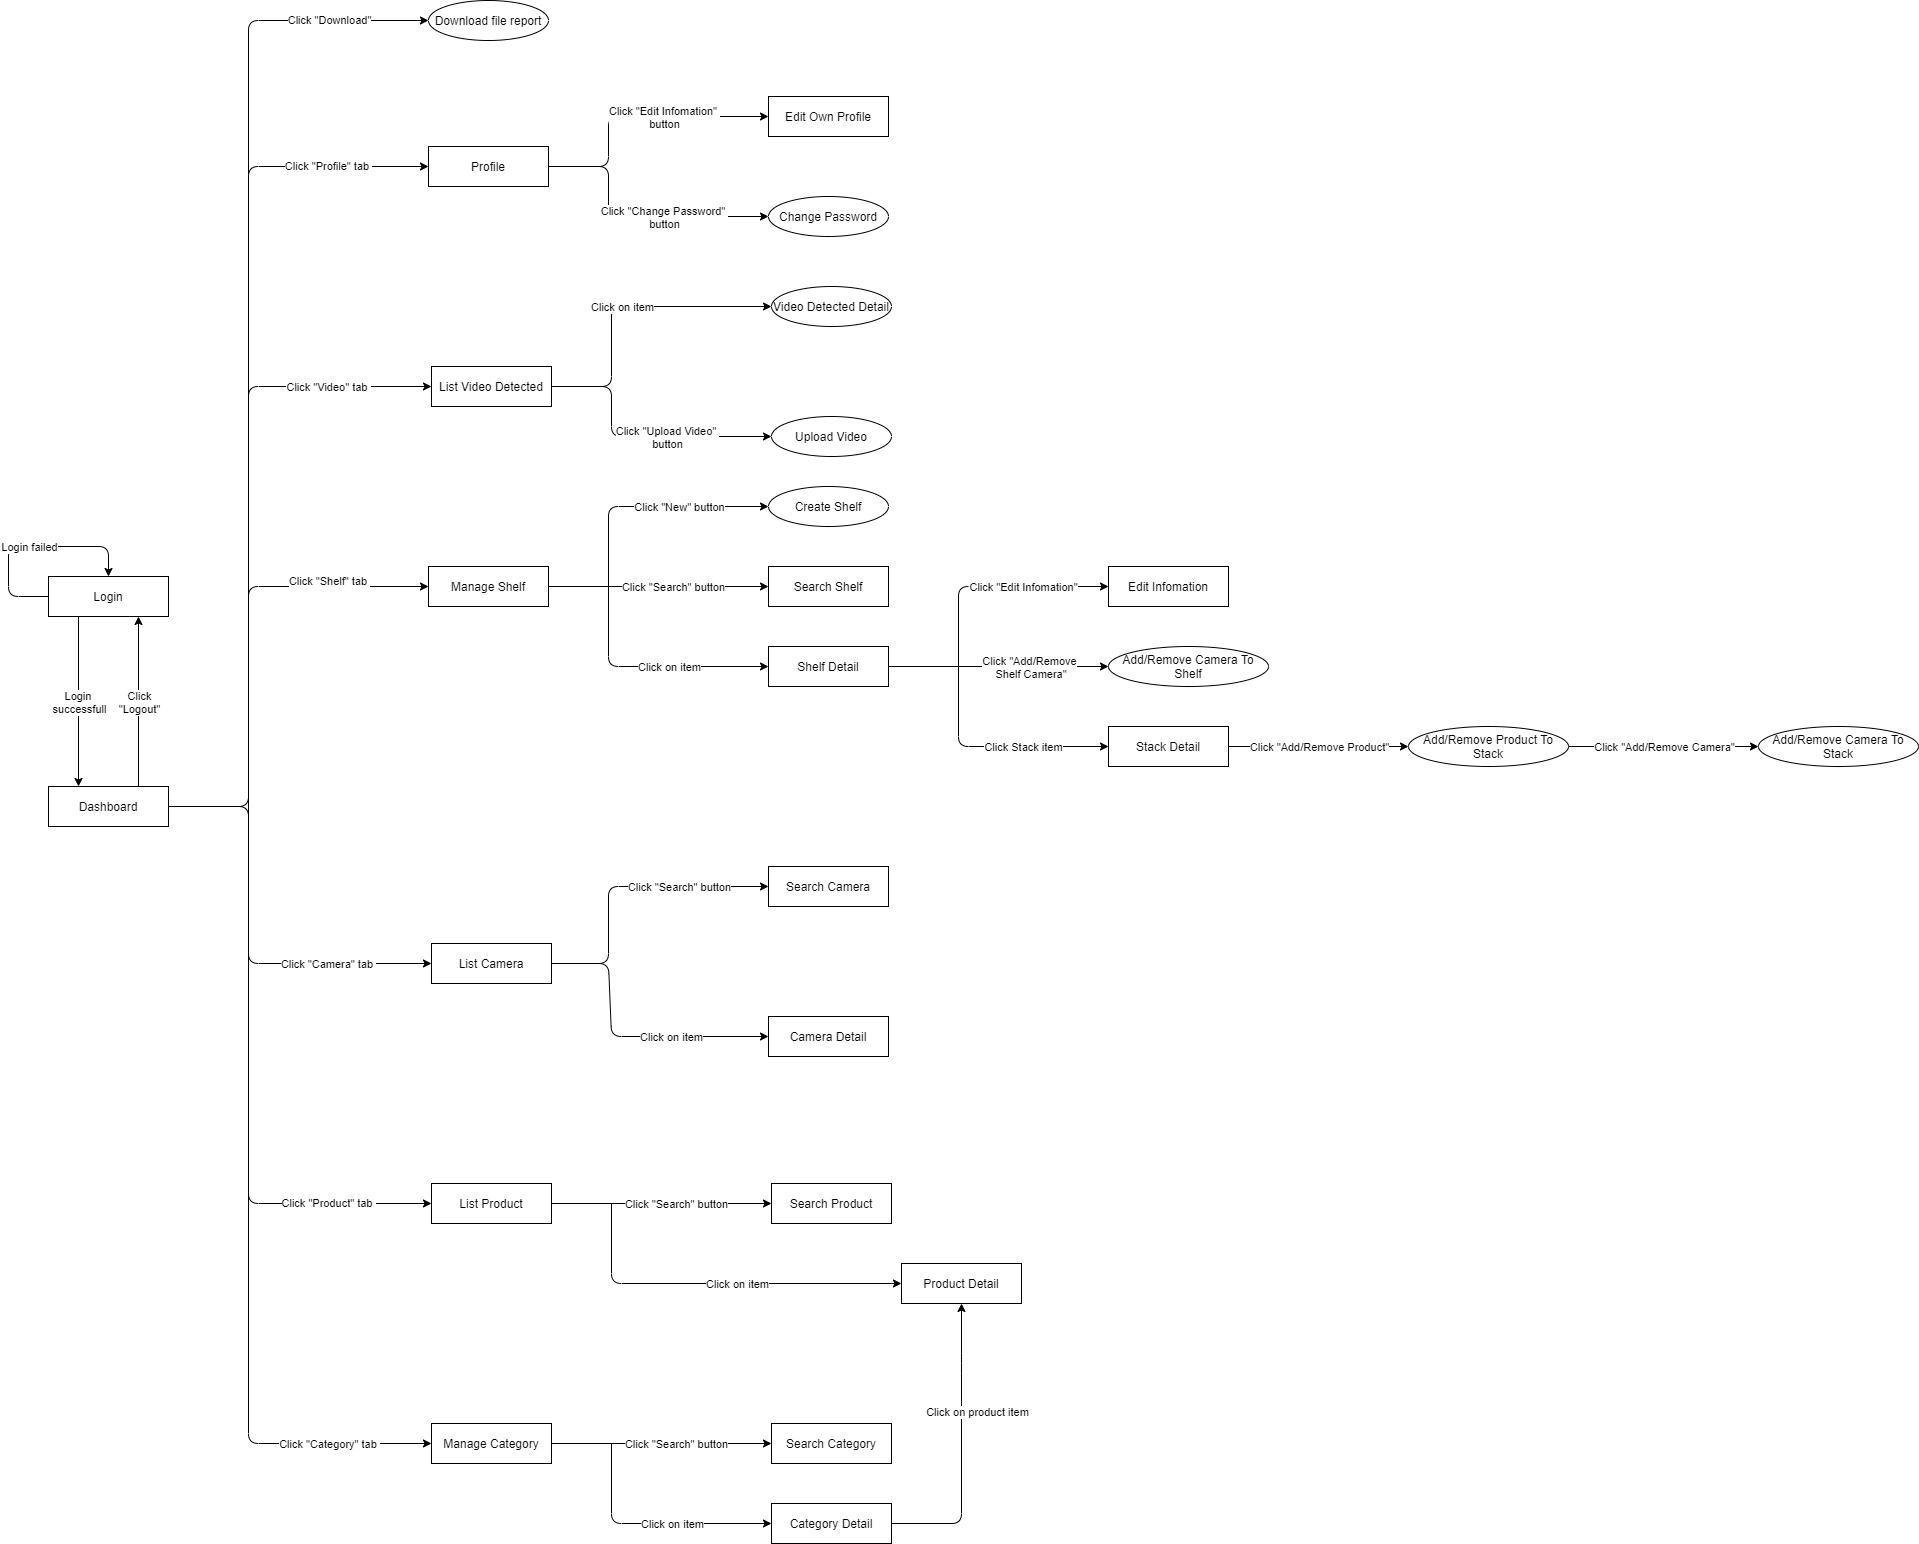 Click "Download"
Download file report
Click "Edit Infomation"
button
Edit Own Profile
Click "Profile" tab
Profile
Click "Change Password"
button
Change Password
Click on item
Video Detected Detail
Click "Video" tab
List Video Detected
Click "Upload Video"
button
Upload Video
Click "New" button
Create Shelf
Login failed
Login
Click "Shelf" tab
Manage Shelf
Click "Search" button
Search Shelf
Click "Edit Infomation"
Edit Infomation
Click on item
Shelf Detail
Click "Add/Remove
Shelf Camera"
Add/Remove Camera To
Shelf
Login
successfull
Click
"Logout"
Click Stack item
Stack Detail
Click "Add/Remove Product"
Add/Remove Product To
Stack
Click "Add/Remove Camera"
Add/Remove Camera To
Stack
Dashboard
Click "Search" button
Search Camera
Click "Camera" tab
List Camera
Click on item
Camera Detail
Click "Product" tab
List Product
Click "Search" button
Search Product
Click on item
Product Detail
Click on product item
Click "Category" tab
Manage Category
Click "Search" button
Search Category
Click on item
Category Detail